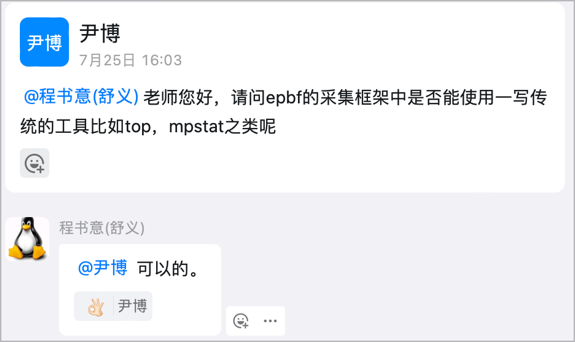 尹博
尹博
7月25日 16:03
@程书意(舒义) 老师您好，请问epbf的采集框架中是否能使用一写传
统的工具比如top，mpstat之类呢
程书意(舒义)
@尹博 可以的。
尹博